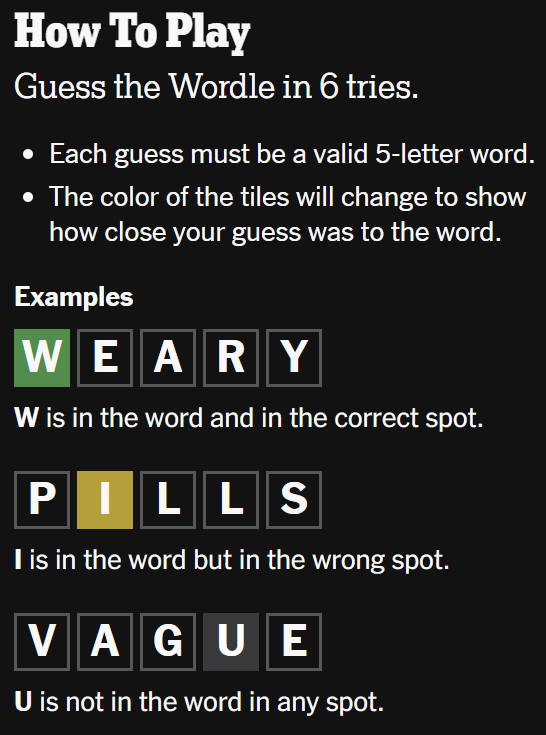 How To Play
Guess the Wordle in 6 tries.
• Each guess must be a valid 5-letter word.
• The color of the tiles will change to show
how close your guess was to the word.
Examples
W E A R Y
W is in the word and in the correct spot.
P I L L S
I is in the word but in the wrong spot.
V A G U E
U is not in the word in any spot.